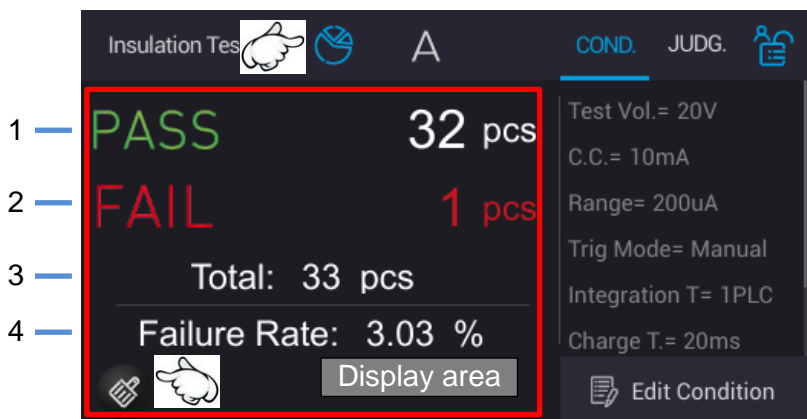 Insulation Tes A COND. JUDG.
1 PASS 32 pcs
2 FAIL 1 pcs
3 Total: 33 pcs
4 Failure Rate: 3.03 %
Display area
Test Vol.= 20V
C.C.= 10mA
Range= 200uA
Trig Mode= Manual
Integration T= 1PLC
Charge T.= 20ms
Edit Condition